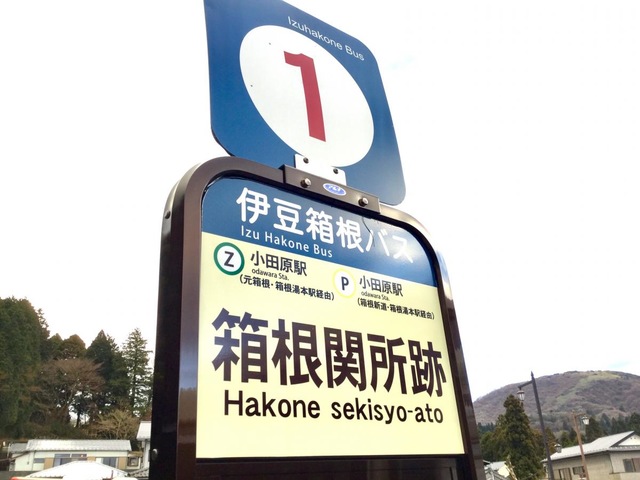 Izuhakone Bus
1
伊豆箱根バス
Izu Hakone Bus
Z 小田原駅
odawara Sta.
(元箱根・箱根湯本駅経由)
P 小田原駅
odawara Sta.
(箱根新道・箱根湯本駅経由)
箱根関所跡
Hakone sekisyo-ato